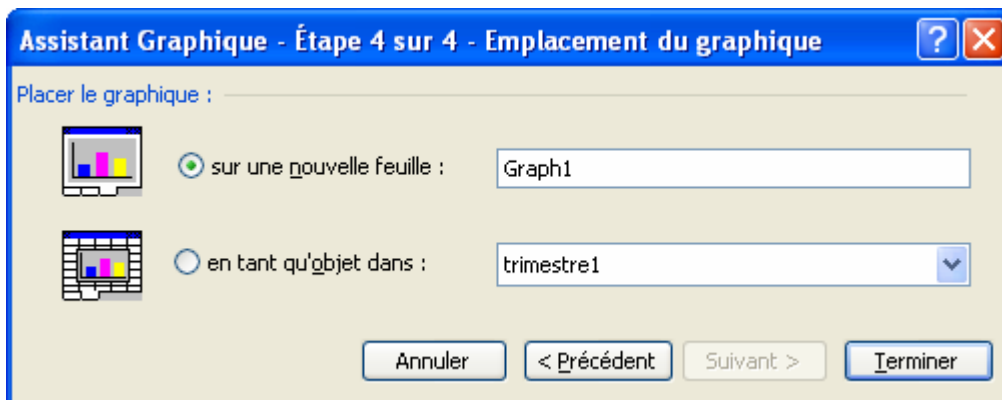 Assistant Graphique - Étape 4 sur 4 - Emplacement du graphique
Placer le graphique :
sur une nouvelle feuille : Graph1
en tant qu'objet dans : trimestre1
Annuler < Précédent Suivant > Terminer